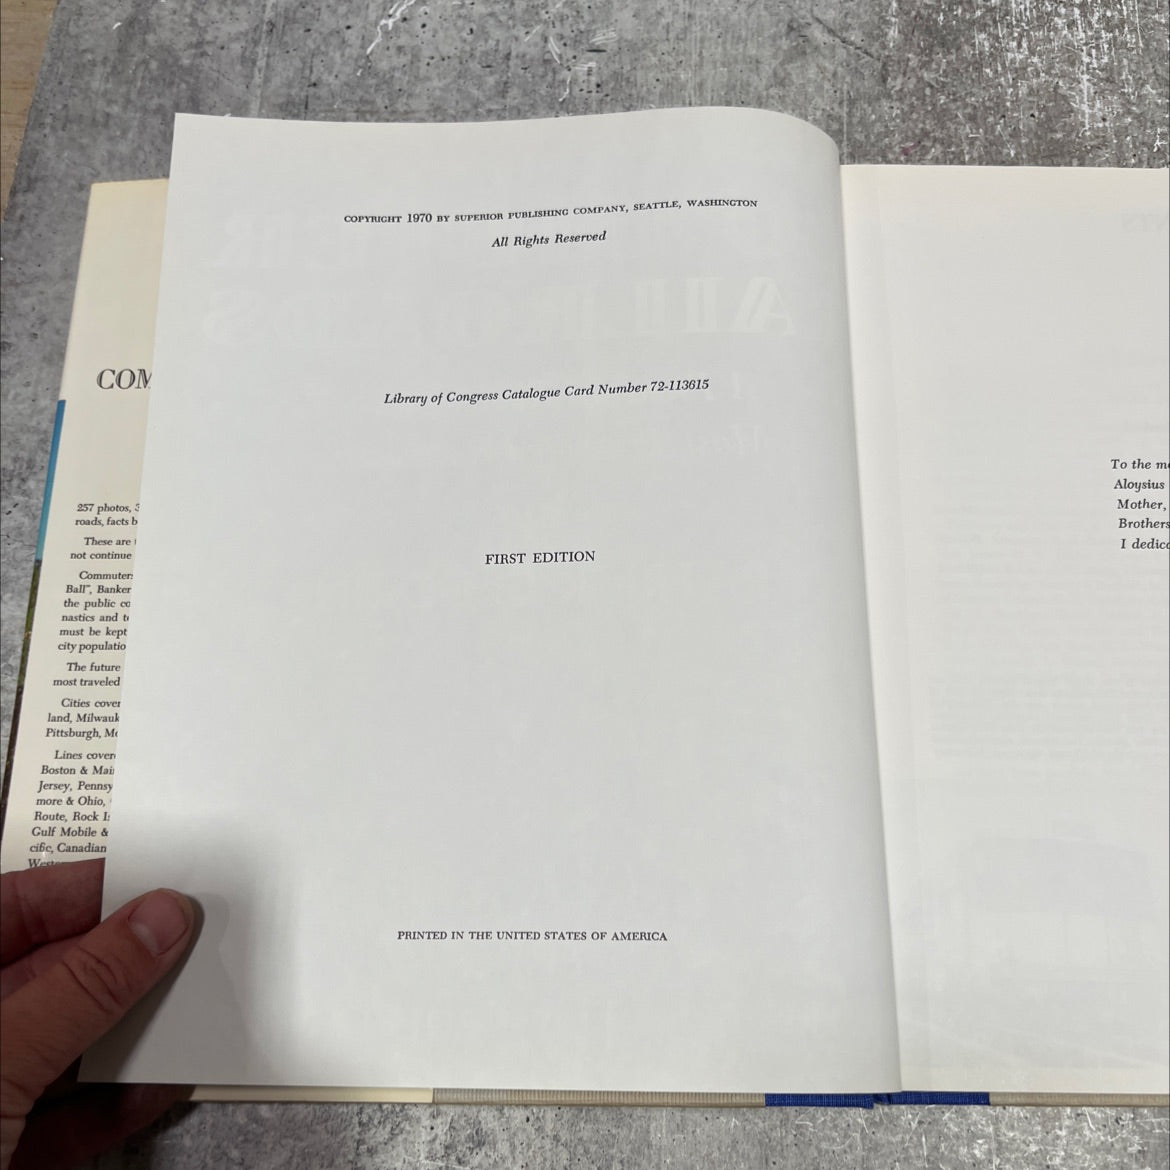 COPYRIGHT 1970 BY SUPERIOR PUBLISHING COMPANY, SEATTLE, WASHINGTON
All Rights Reserved
Library of Congress Catalogue Card Number 72-113615
FIRST EDITION
PRINTED IN THE UNITED STATES OF AMERICA
COM
257 photos, 3
roads, facts b
These are
not continue
Commuter
Ball", Banker
the public co
nastics and t
must be kept
city populatio
The future
most traveled
Cities cover
land, Milwauk
Pittsburgh, Mo
Lines cover
Boston & Mai
Jersey, Pennsy
more & Ohio,
Route, Rock I
Gulf Mobile &
cific, Canadian
To the m
Aloysius
Mother,
Brothers
I dedic